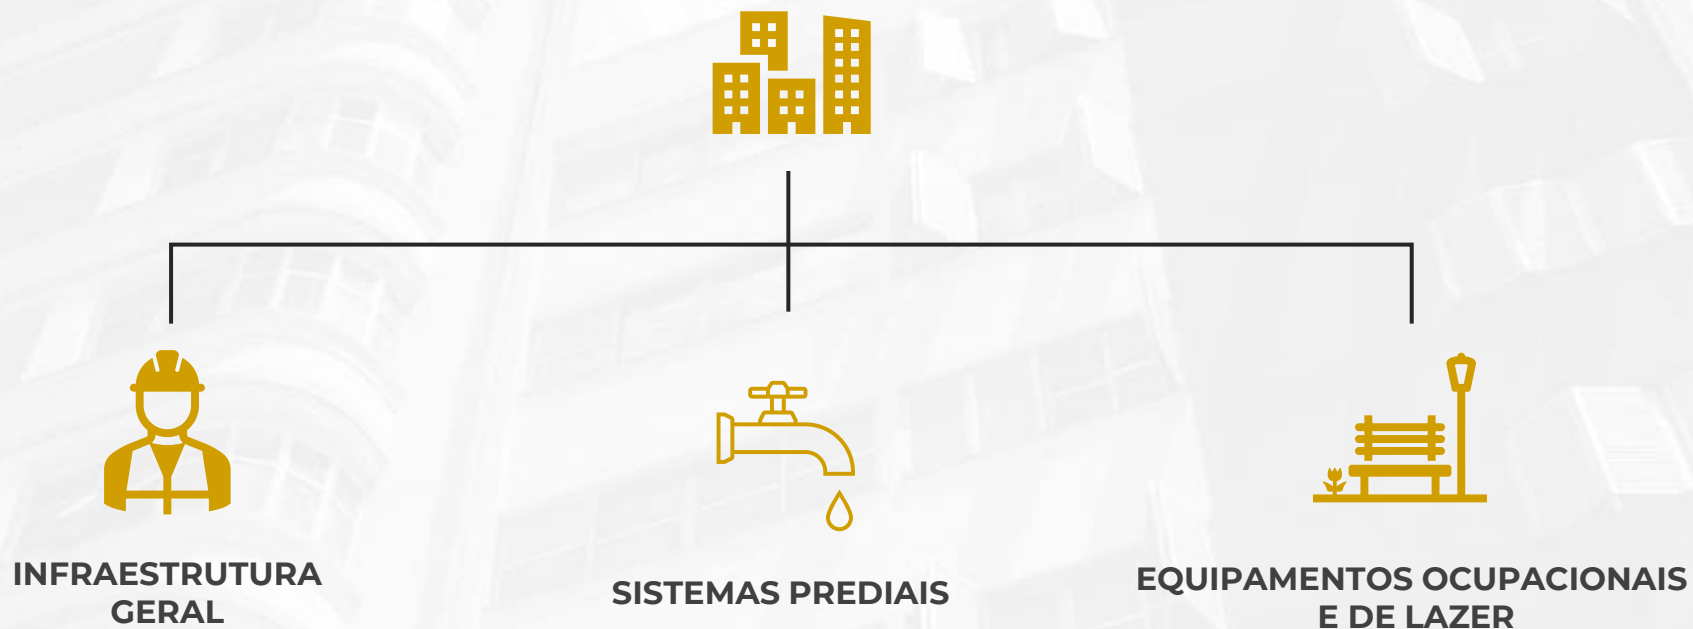 INFRAESTRUTURA
GERAL
SISTEMAS PREDIAIS
EQUIPAMENTOS OCUPACIONAIS
E DE LAZER